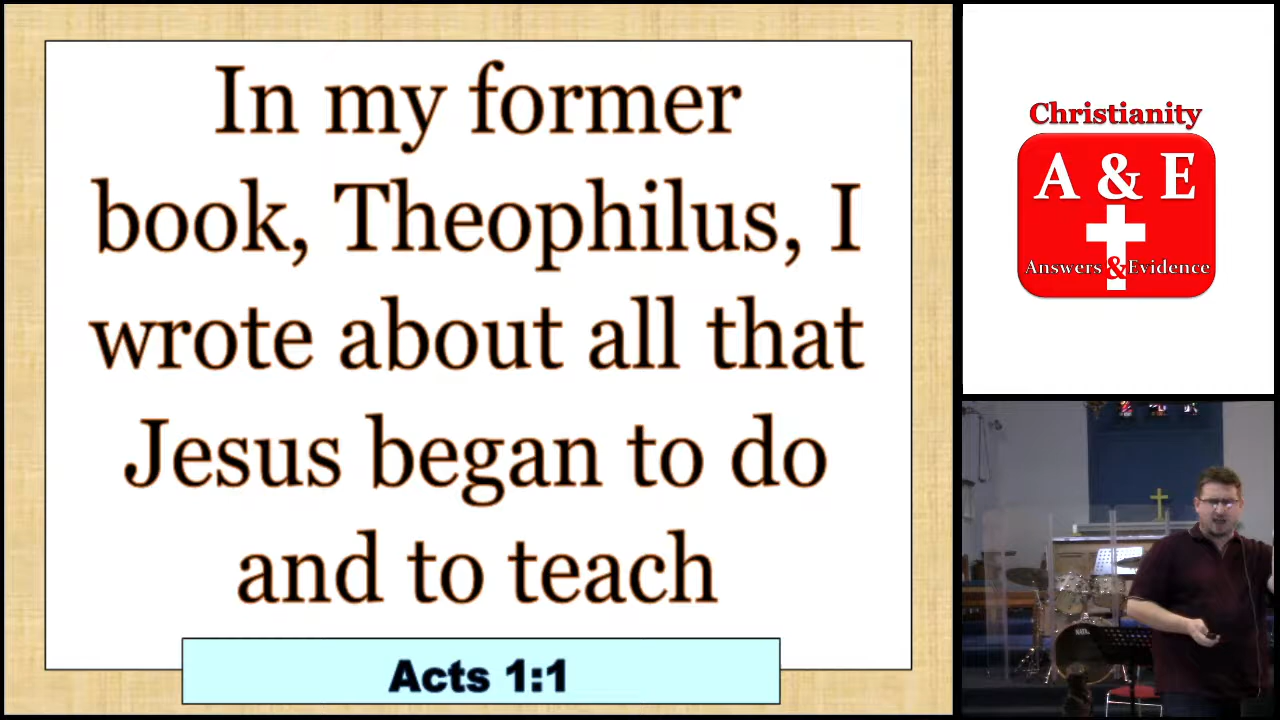 In my former
book, Theophilus, I
wrote about all that
Jesus began to do
and to teach
Acts 1:1
Christianity
A & E
Answers & Evidence